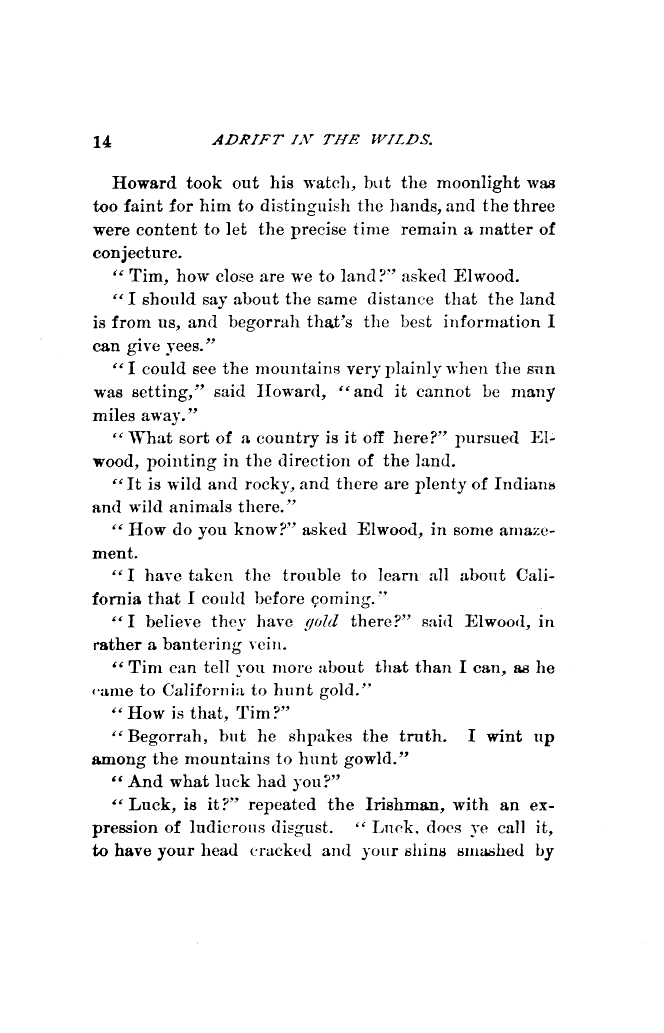 14 ADRIFT IN THE WILDS.
Howard took out his watch, but the moonlight was
too faint for him to distinguish the hands, and the three
were content to let the precise time remain a matter of
conjecture.
“Tim, how close are we to land?” asked Elwood.
“I should say about the same distance that the land
is from us, and begorrah that’s the best information I
can give yees.”
“I could see the mountains very plainly when the sun
was setting,” said Howard, “and it cannot be many
miles away.”
“What sort of a country is it off here?” pursued El-
wood, pointing in the direction of the land.
“It is wild and rocky, and there are plenty of Indians
and wild animals there.”
“How do you know?” asked Elwood, in some amaze-
ment.
“I have taken the trouble to learn all about Cali-
fornia that I could before coming.”
“I believe they have gold there?” said Elwood, in
rather a bantering vein.
“Tim can tell you more about that than I can, as he
came to California to hunt gold.”
“How is that, Tim?”
“Begorrah, but he shpakes the truth. I wint up
among the mountains to hunt gowld.”
“And what luck had you?”
“Luck, is it?” repeated the Irishman, with an ex-
pression of ludicrous disgust. “Luck, does ye call it,
to have your head cracked and your shins smashed by